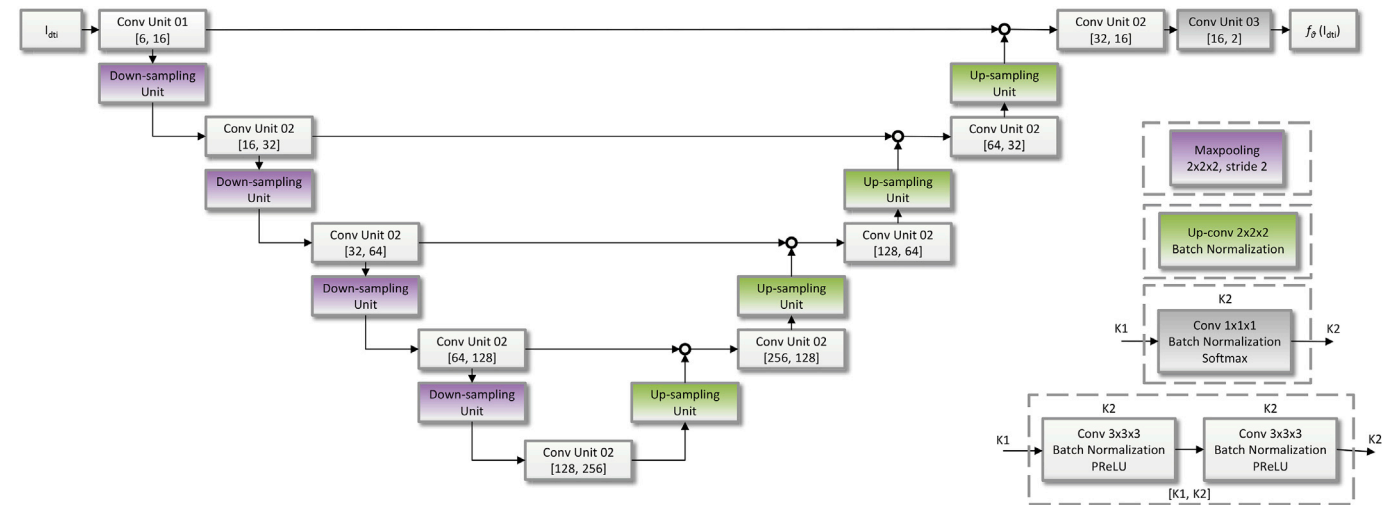 I_dti
Conv Unit 01
[6, 16]
Conv Unit 02
[32, 16]
Conv Unit 03
[16, 2]
f_ϑ (I_dti)
Down-sampling
Unit
Up-sampling
Unit
Conv Unit 02
[16, 32]
Conv Unit 02
[64, 32]
Down-sampling
Unit
Up-sampling
Unit
Conv Unit 02
[32, 64]
Conv Unit 02
[128, 64]
Down-sampling
Unit
Up-sampling
Unit
Conv Unit 02
[64, 128]
Conv Unit 02
[256, 128]
Down-sampling
Unit
Up-sampling
Unit
Conv Unit 02
[128, 256]
Maxpooling
2x2x2, stride 2
Up-conv 2x2x2
Batch Normalization
K2
K1
Conv 1x1x1
Batch Normalization
Softmax
K2
K2
K2
K1
Conv 3x3x3
Batch Normalization
PReLU
Conv 3x3x3
Batch Normalization
PReLU
K2
[K1, K2]